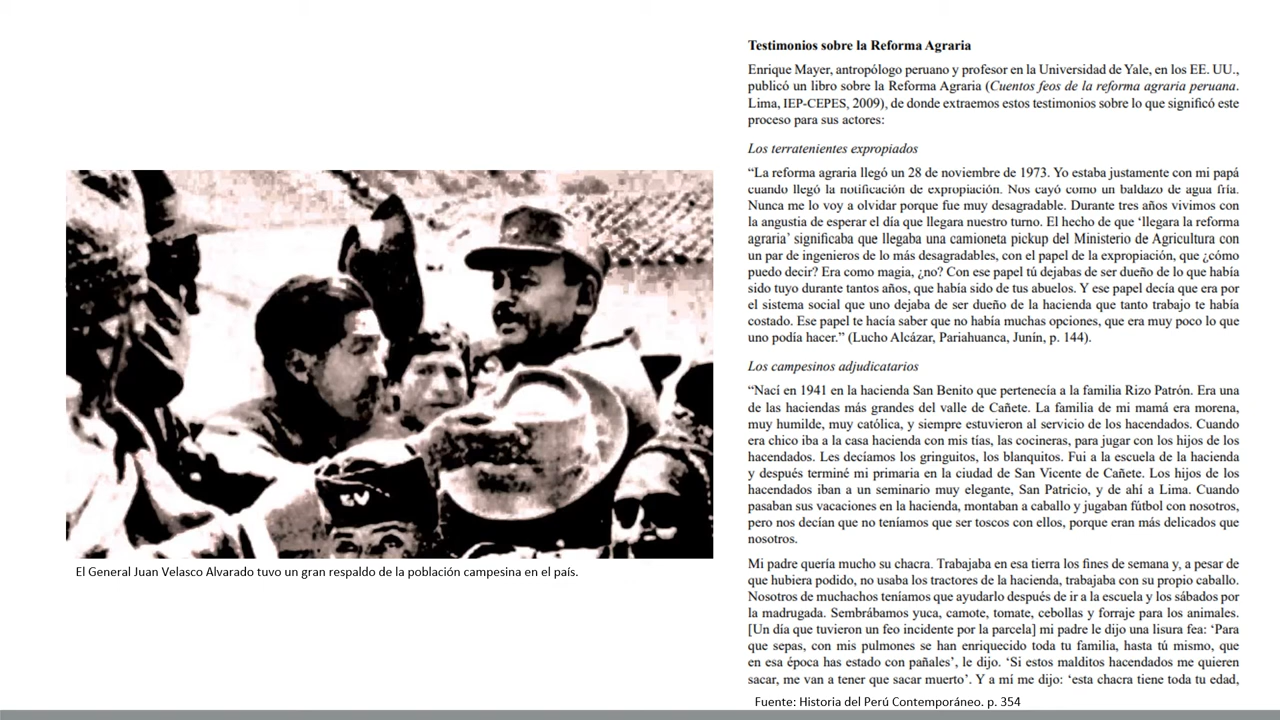 Testimonios sobre la Reforma Agraria
Enrique Mayer, antropólogo peruano y profesor en la Universidad de Yale, en los EE. UU.,
publicó un libro sobre la Reforma Agraria (Cuentos feos de la reforma agraria peruana.
Lima, IEP-CEPES, 2009), de donde extraemos estos testimonios sobre lo que significó este
proceso para sus actores:
Los terratenientes expropiados
“La reforma agraria llegó un 28 de noviembre de 1973. Yo estaba justamente con mi papá
cuando llegó la notificación de expropiación. Nos cayó como un baldazo de agua fría.
Nunca me lo voy a olvidar porque fue muy desagradable. Durante tres años vivimos con
la angustia de esperar el día que llegara nuestro turno. El hecho de que ‘llegara la reforma
agraria’ significaba que llegaba una camioneta pickup del Ministerio de Agricultura con
un par de ingenieros de lo más desagradables, con el papel de la expropiación, que ¿cómo
puedo decir? Era como magia, ¿no? Con ese papel tú dejabas de ser dueño de lo que había
sido tuyo durante tantos años, que había sido de tus abuelos. Y ese papel decía que era por
el sistema social que uno dejaba de ser dueño de la hacienda que tanto trabajo te había
costado. Ese papel te hacía saber que no había muchas opciones, que era muy poco lo que
uno podía hacer.” (Lucho Alcázar, Pariahuanca, Junín, p. 144).
Los campesinos adjudicatarios
“Nací en 1941 en la hacienda San Benito que pertenecía a la familia Rizo Patrón. Era una
de las haciendas más grandes del valle de Cañete. La familia de mi mamá era morena,
muy humilde, muy católica, y siempre estuvieron al servicio de los hacendados. Cuando
era chico iba a la casa hacienda con mis tías, las cocineras, para jugar con los hijos de los
hacendados. Les decíamos los gringuitos, los blanquitos. Fui a la escuela de la hacienda
y después terminé mi primaria en la ciudad de San Vicente de Cañete. Los hijos de los
hacendados iban a un seminario muy elegante, San Patricio, y de ahí a Lima. Cuando
pasaban sus vacaciones en la hacienda, montaban a caballo y jugaban fútbol con nosotros,
pero nos decían que no teníamos que ser toscos con ellos, porque eran más delicados que
nosotros.
Mi padre quería mucho su chacra. Trabajaba en esa tierra los fines de semana y, a pesar de
que hubiera podido, no usaba los tractores de la hacienda, trabajaba con su propio caballo.
Nosotros de muchachos teníamos que ayudarlo después de ir a la escuela y los sábados por
la madrugada. Sembrábamos yuca, camote, tomate, cebollas y forraje para los animales.
[Un día que tuvieron un feo incidente por la parcela] mi padre le dijo una lisura fea: ‘Para
que sepas, con mis pulmones se han enriquecido toda tu familia, hasta tú mismo, que
en esa época has estado con pañales’, le dijo. ‘Si estos malditos hacendados me quieren
sacar, me van a tener que sacar muerto’. Y a mí me dijo: ‘esta chacra tiene toda tu edad,
El General Juan Velasco Alvarado tuvo un gran respaldo de la población campesina en el país.
Fuente: Historia del Perú Contemporáneo. p. 354